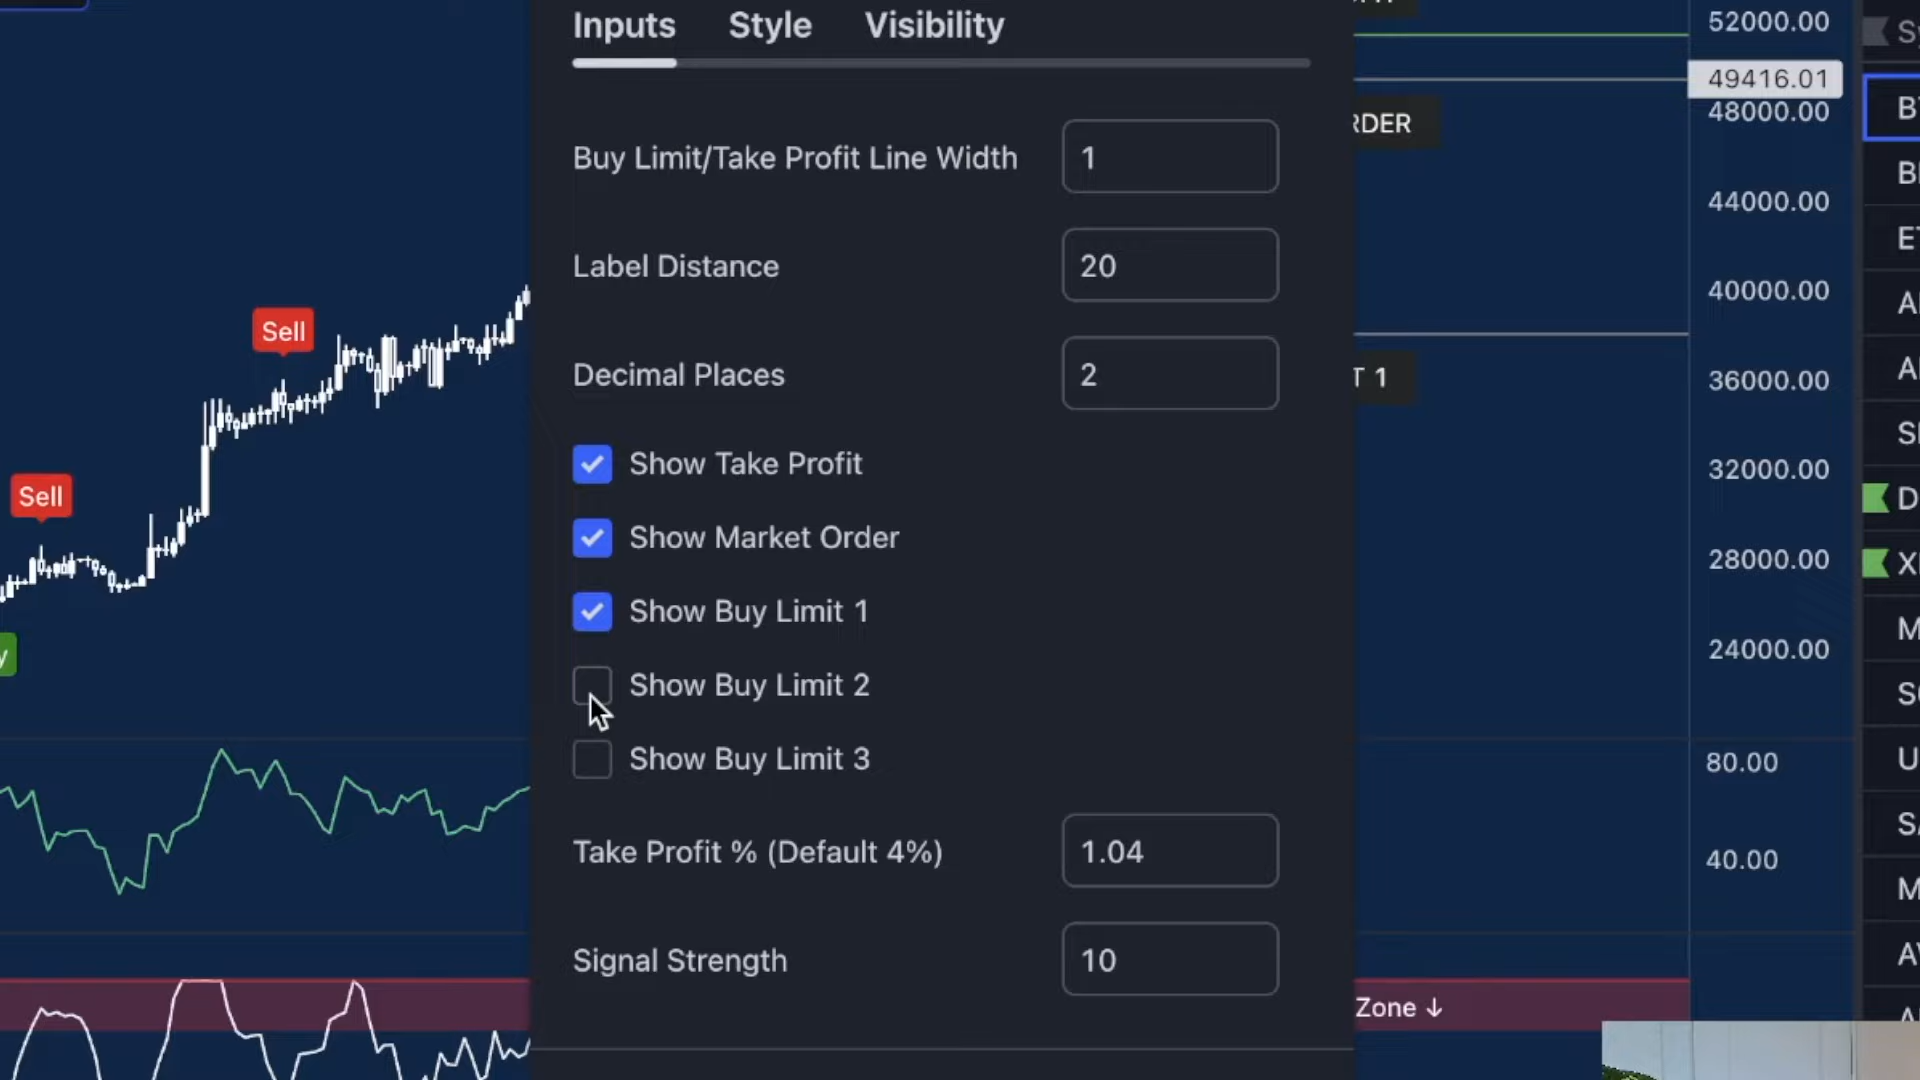 Inputs Style Visibility
52000.00
49416.01
48000.00
RDER
Buy Limit/Take Profit Line Width 1
44000.00
Label Distance 20
40000.00
Sell
Decimal Places 2
T 1
36000.00
Show Take Profit
32000.00
Sell
Show Market Order
28000.00
Show Buy Limit 1
y
24000.00
Show Buy Limit 2
Show Buy Limit 3
80.00
Take Profit % (Default 4%) 1.04
40.00
Signal Strength 10
Zone ↓